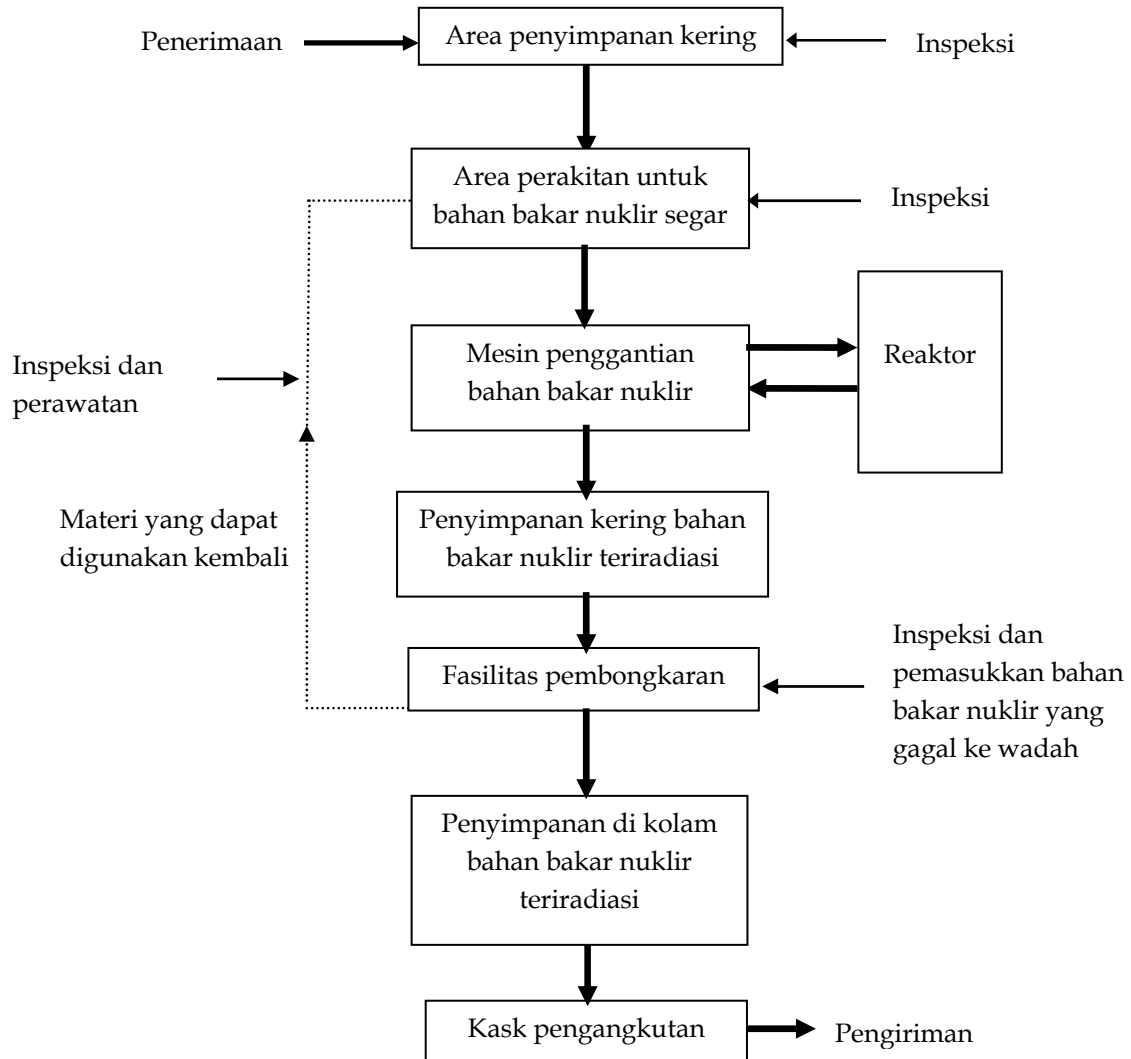 Penerimaan
Area penyimpanan kering
Inspeksi
Area perakitan untuk
bahan bakar nuklir segar
Inspeksi
Mesin penggantian
bahan bakar nuklir
Reaktor
Inspeksi dan
perawatan
Materi yang dapat
digunakan kembali
Penyimpanan kering bahan
bakar nuklir teriradiasi
Fasilitas pembongkaran
Inspeksi dan
pemasukkan bahan
bakar nuklir yang
gagal ke wadah
Penyimpanan di kolam
bahan bakar nuklir
teriradiasi
Kask pengangkutan
Pengiriman